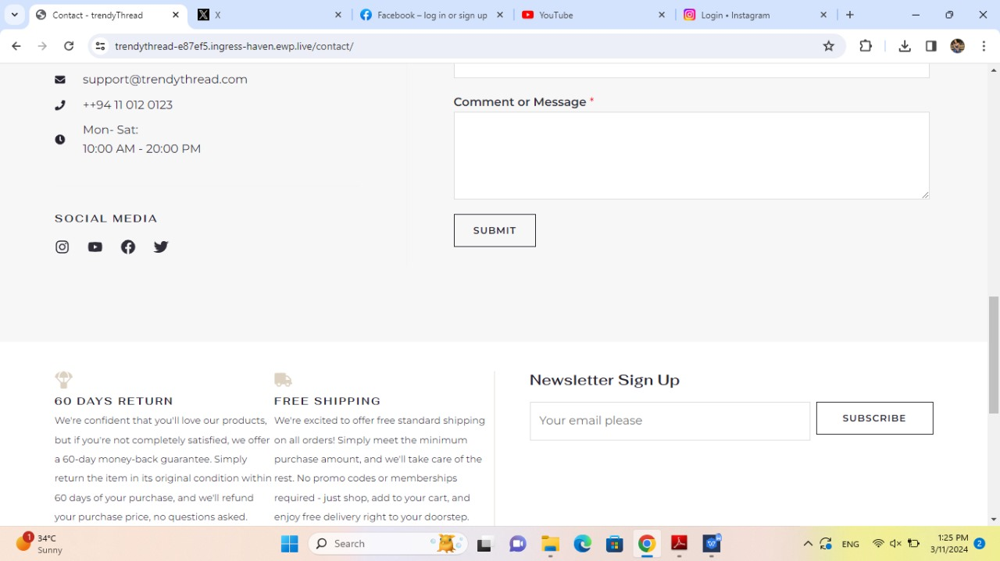 Contact - trendyThread
X
Facebook – log in or sign up
YouTube
Login • Instagram
trendythread-e87ef5.ingress-haven.ewp.live/contact/
support@trendythread.com
++94 11 012 0123
Mon- Sat:
10:00 AM - 20:00 PM
SOCIAL MEDIA
Comment or Message *
SUBMIT
60 DAYS RETURN
We're confident that you'll love our products,
but if you're not completely satisfied, we offer
a 60-day money-back guarantee. Simply
return the item in its original condition within
60 days of your purchase, and we'll refund
your purchase price, no questions asked.
FREE SHIPPING
We're excited to offer free standard shipping
on all orders! Simply meet the minimum
purchase amount, and we'll take care of the
rest. No promo codes or memberships
required - just shop, add to your cart, and
enjoy free delivery right to your doorstep.
Newsletter Sign Up
Your email please
SUBSCRIBE
1
34°C
Sunny
Search
ENG
1:25 PM
3/11/2024
2